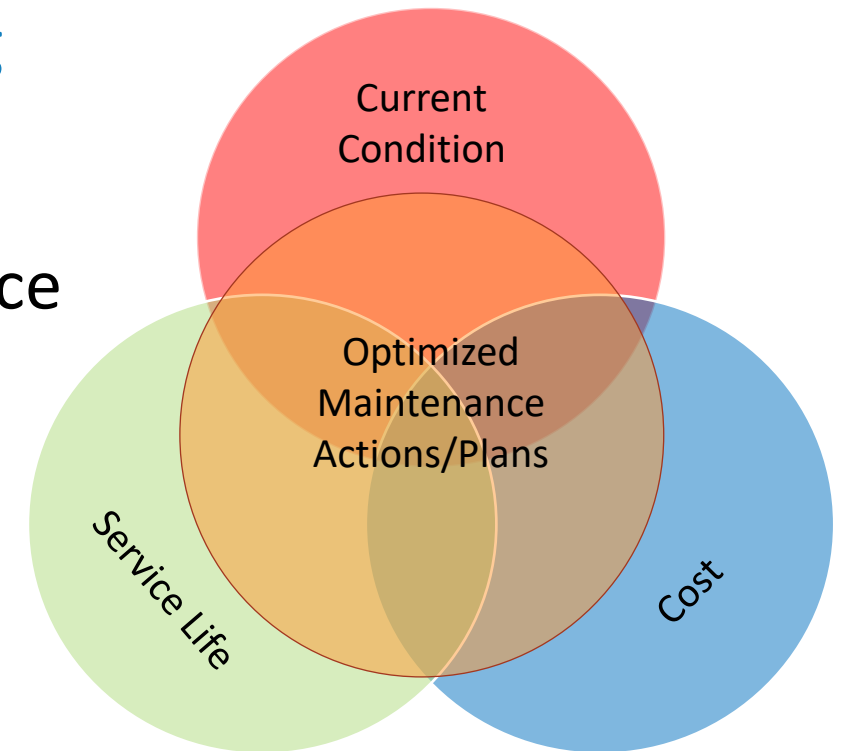 Current
Condition
ce
Optimized
Maintenance
Actions/Plans
Service Life
Cost